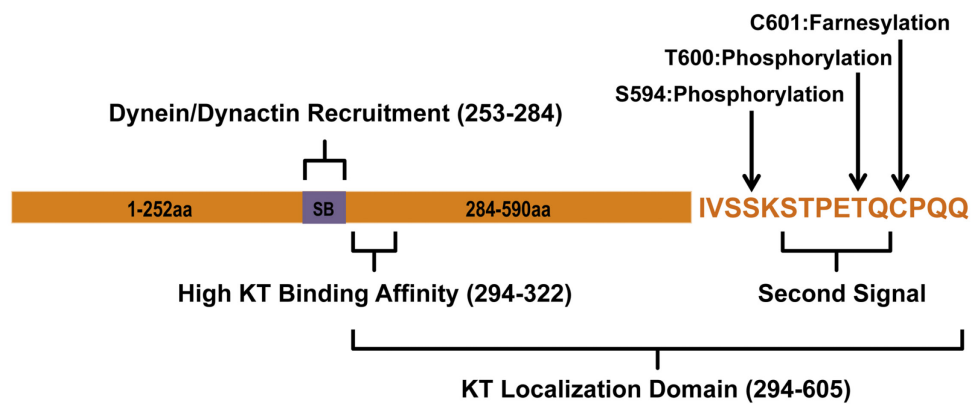 C601:Farnesylation
T600:Phosphorylation
S594:Phosphorylation
Dynein/Dynactin Recruitment (253-284)
1-252aa
SB
284-590aa
IVSSKSTPETQCPQQ
High KT Binding Affinity (294-322)
Second Signal
KT Localization Domain (294-605)